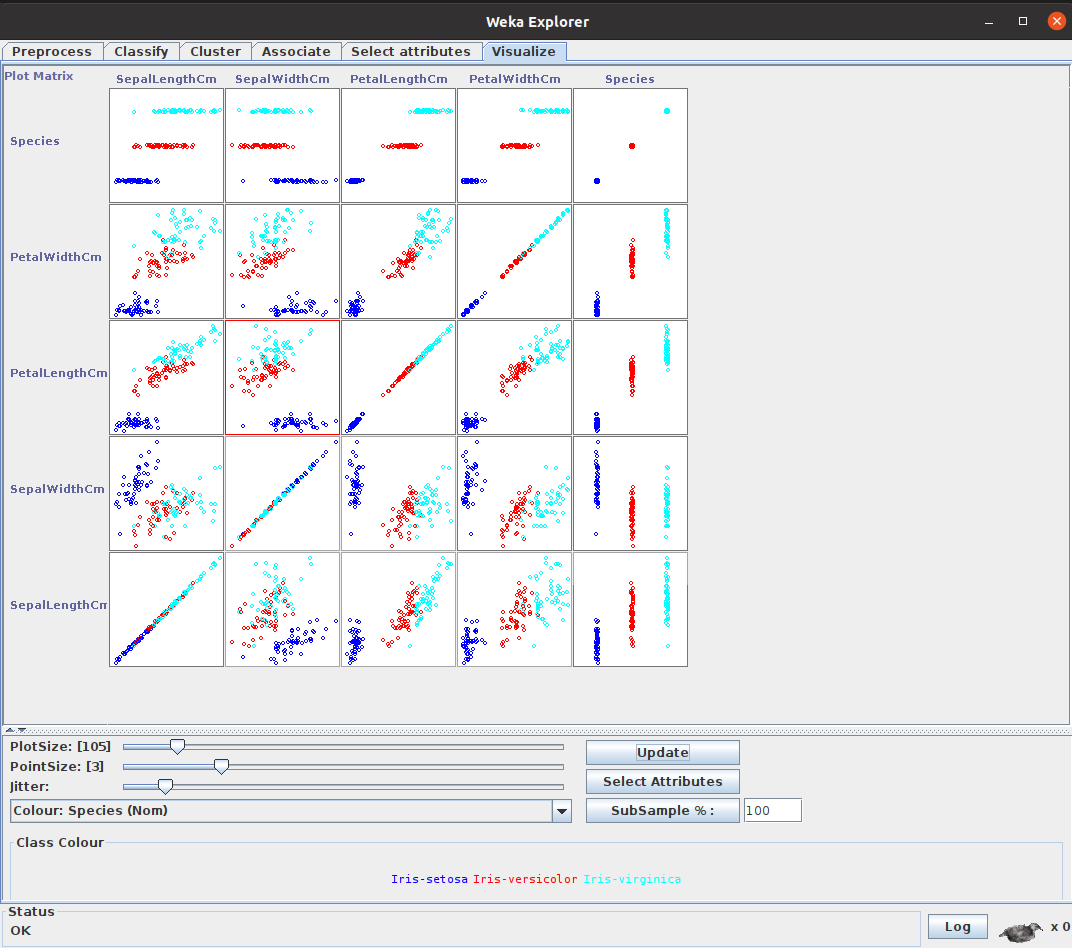 Weka Explorer
Preprocess Classify Cluster Associate Select attributes Visualize
Plot Matrix SepalLengthCm SepalWidthCm PetalLengthCm PetalWidthCm Species
Species
PetalWidthCm
PetalLengthCm
SepalWidthCm
SepalLengthCm
PlotSize: [105] Update
PointSize: [3] Select Attributes
Jitter:
Colour: Species (Nom) SubSample % : 100
Class Colour
Iris-setosa Iris-versicolor Iris-virginica
Status
OK Log x 0